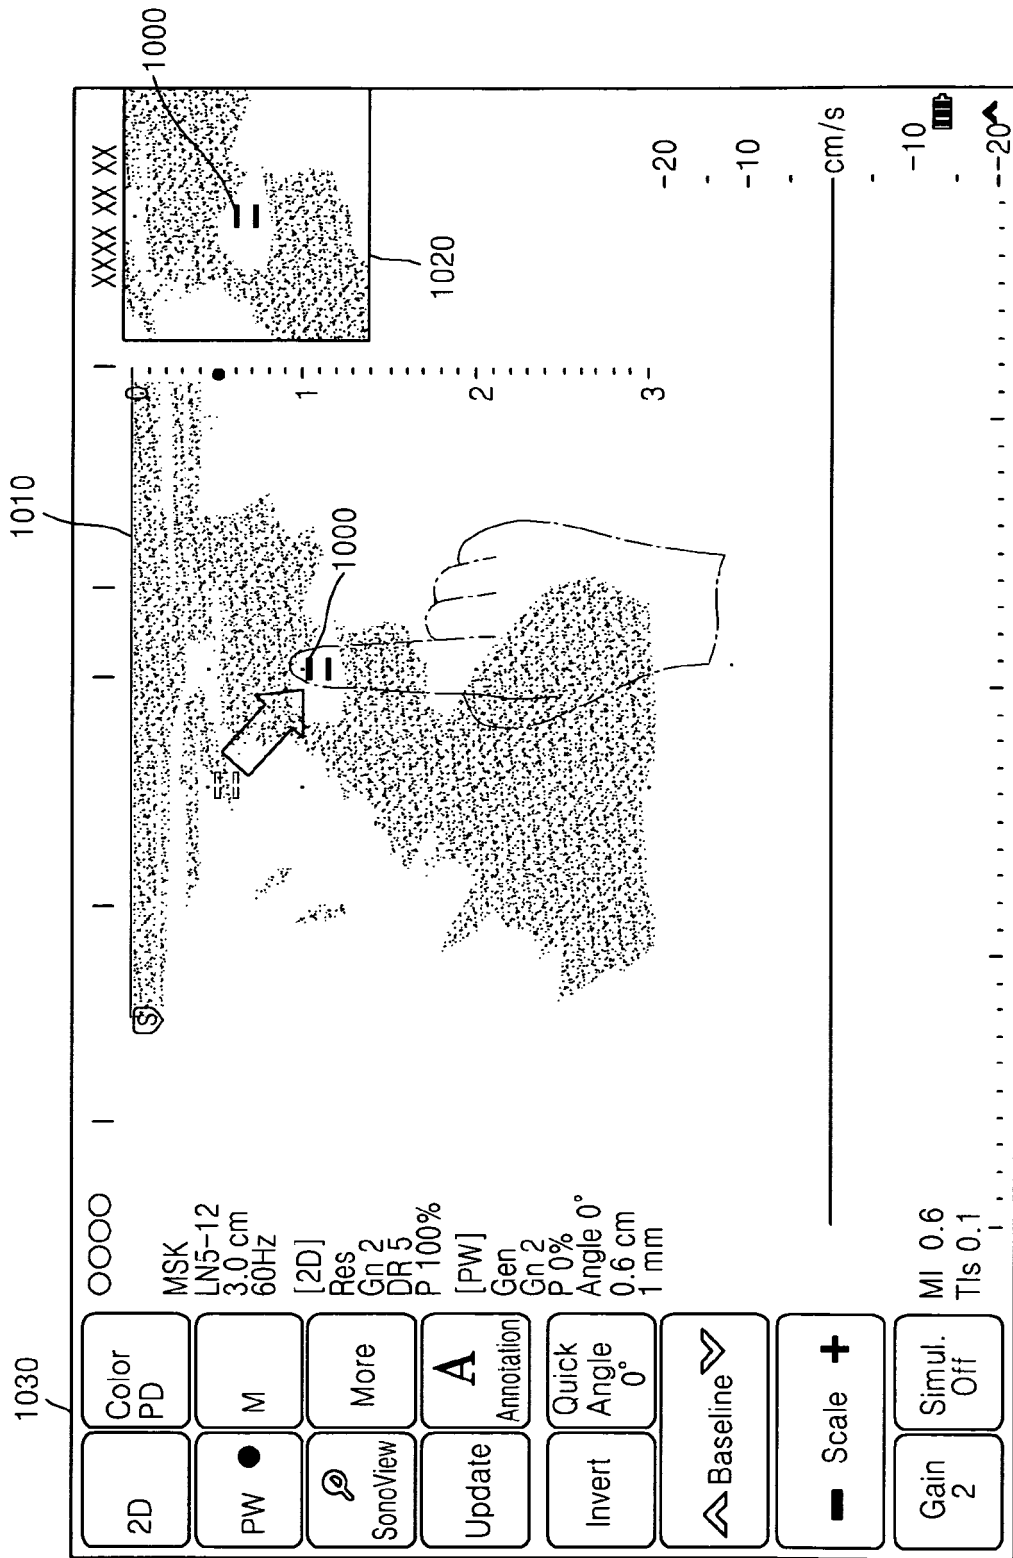 1030
1010
1000
1000
1020
2D
Color
PD
PW
M
SonoView
More
Update
A
Annotation
Invert
Quick
Angle
0°
Baseline
Scale
Gain
2
Simul.
Off
OOOO
XXXX XX XX
MSK
LN5-12
3.0 cm
60Hz
[2D]
Res
Gn 2
DR 5
P 100%
[PW]
Gen
Gn 2
P 0%
Angle 0°
0.6 cm
1 mm
MI 0.6
TIs 0.1
S
0
1
2
3
-20
-10
cm/s
-10
-20